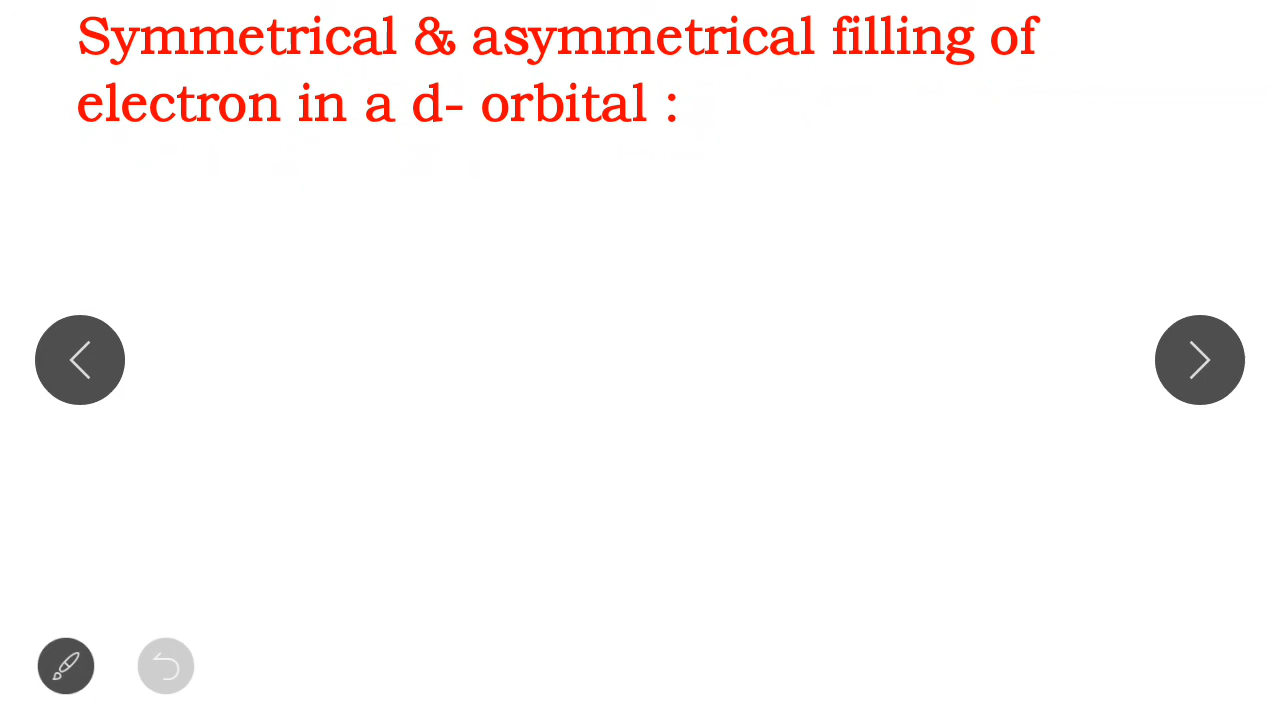 Symmetrical & asymmetrical filling of
electron in a d- orbital :